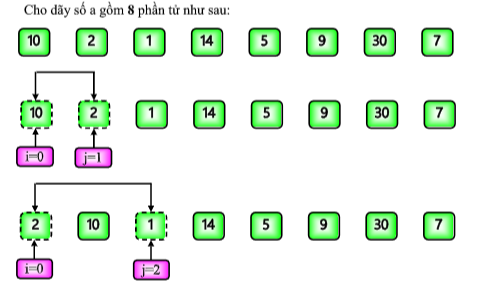 Cho dãy số a gồm 8 phần tử như sau:
10 2 1 14 5 9 30 7
10 2 1 14 5 9 30 7
i=0 j=1
2 10 1 14 5 9 30 7
i=0 j=2